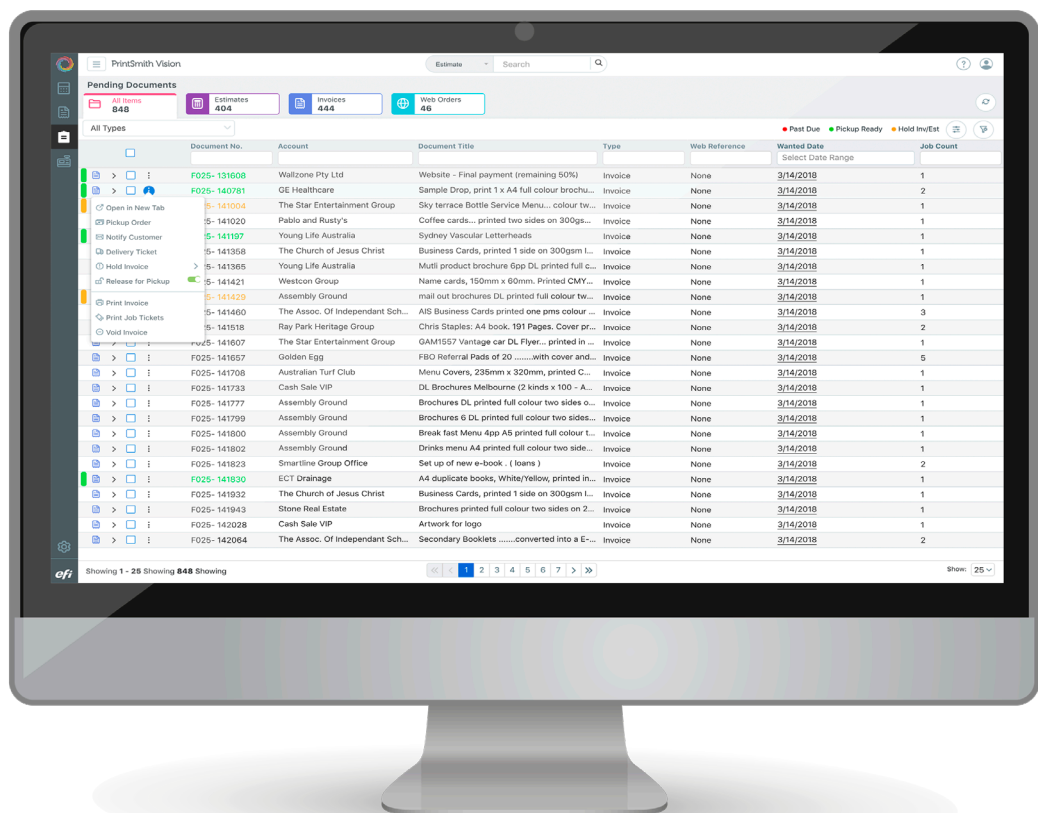 PrintSmith Vision Estimate Search ?
Pending Documents
All Items 848 Estimates 404 Invoices 444 Web Orders 46
All Types Past Due Pickup Ready Hold Inv/Est
Document No. Account Document Title Type Web Reference Wanted Date Job Count
Select Date Range
F025- 131608 Wallzone Pty Ltd Website - Final payment (remaining 50%) Invoice None 3/14/2018 1
F025- 140781 GE Healthcare Sample Drop, print 1 x A4 full colour brochu... Invoice None 3/14/2018 2
F025- 141004 The Star Entertainment Group Sky terrace Bottle Service Menu... colour tw... Invoice None 3/14/2018 1
Open in New Tab
Pickup Order
Notify Customer
Delivery Ticket
Hold Invoice
Release for Pickup
Print Invoice
Print Job Tickets
Void Invoice
25- 141020 Pablo and Rusty's Coffee cards... printed two sides on 300gs... Invoice None 3/14/2018 1
25- 141197 Young Life Australia Sydney Vascular Letterheads Invoice None 3/14/2018 1
25- 141358 The Church of Jesus Christ Business Cards, printed 1 side on 300gsm I... Invoice None 3/14/2018 1
25- 141365 Young Life Australia Mutli product brochure 6pp DL printed full c... Invoice None 3/14/2018 1
25- 141421 Westcon Group Name cards, 150mm x 60mm. Printed CMY... Invoice None 3/14/2018 1
25- 141429 Assembly Ground mail out brochures DL printed full colour tw... Invoice None 3/14/2018 1
25- 141460 The Assoc. Of Independant Sch... AIS Business Cards printed one pms colour ... Invoice None 3/14/2018 3
25- 141518 Ray Park Heritage Group Chris Staples: A4 book. 191 Pages. Cover pr... Invoice None 3/14/2018 2
F025- 141607 The Star Entertainment Group GAM1557 Vantage car DL Flyer... printed in ... Invoice None 3/14/2018 1
F025- 141657 Golden Egg FBO Referral Pads of 20 ........with cover and... Invoice None 3/14/2018 5
F025- 141708 Australian Turf Club Menu Covers, 235mm x 320mm, printed C... Invoice None 3/14/2018 1
F025- 141733 Cash Sale VIP DL Brochures Melbourne (2 kinds x 100 - A... Invoice None 3/14/2018 1
F025- 141777 Assembly Ground Brochures DL printed full colour two sides o... Invoice None 3/14/2018 1
F025- 141799 Assembly Ground Brochures 6 DL printed full colour two sides... Invoice None 3/14/2018 1
F025- 141800 Assembly Ground Break fast Menu 4pp A5 printed full colour t... Invoice None 3/14/2018 1
F025- 141802 Assembly Ground Drinks menu A4 printed full colour two side... Invoice None 3/14/2018 1
F025- 141823 Smartline Group Office Set up of new e-book . ( loans ) Invoice None 3/14/2018 2
F025- 141830 ECT Drainage A4 duplicate books, White/Yellow, printed in... Invoice None 3/14/2018 1
F025- 141932 The Church of Jesus Christ Business Cards, printed 1 side on 300gsm I... Invoice None 3/14/2018 1
F025- 141943 Stone Real Estate Brochures printed full colour two sides on 2... Invoice None 3/14/2018 1
F025- 142028 Cash Sale VIP Artwork for logo Invoice None 3/14/2018 1
F025- 142064 The Assoc. Of Independant Sch... Secondary Booklets .......converted into a E-... Invoice None 3/14/2018 2
efi Showing 1 - 25 Showing 848 Showing « < 1 2 3 4 5 6 7 > » Show: 25